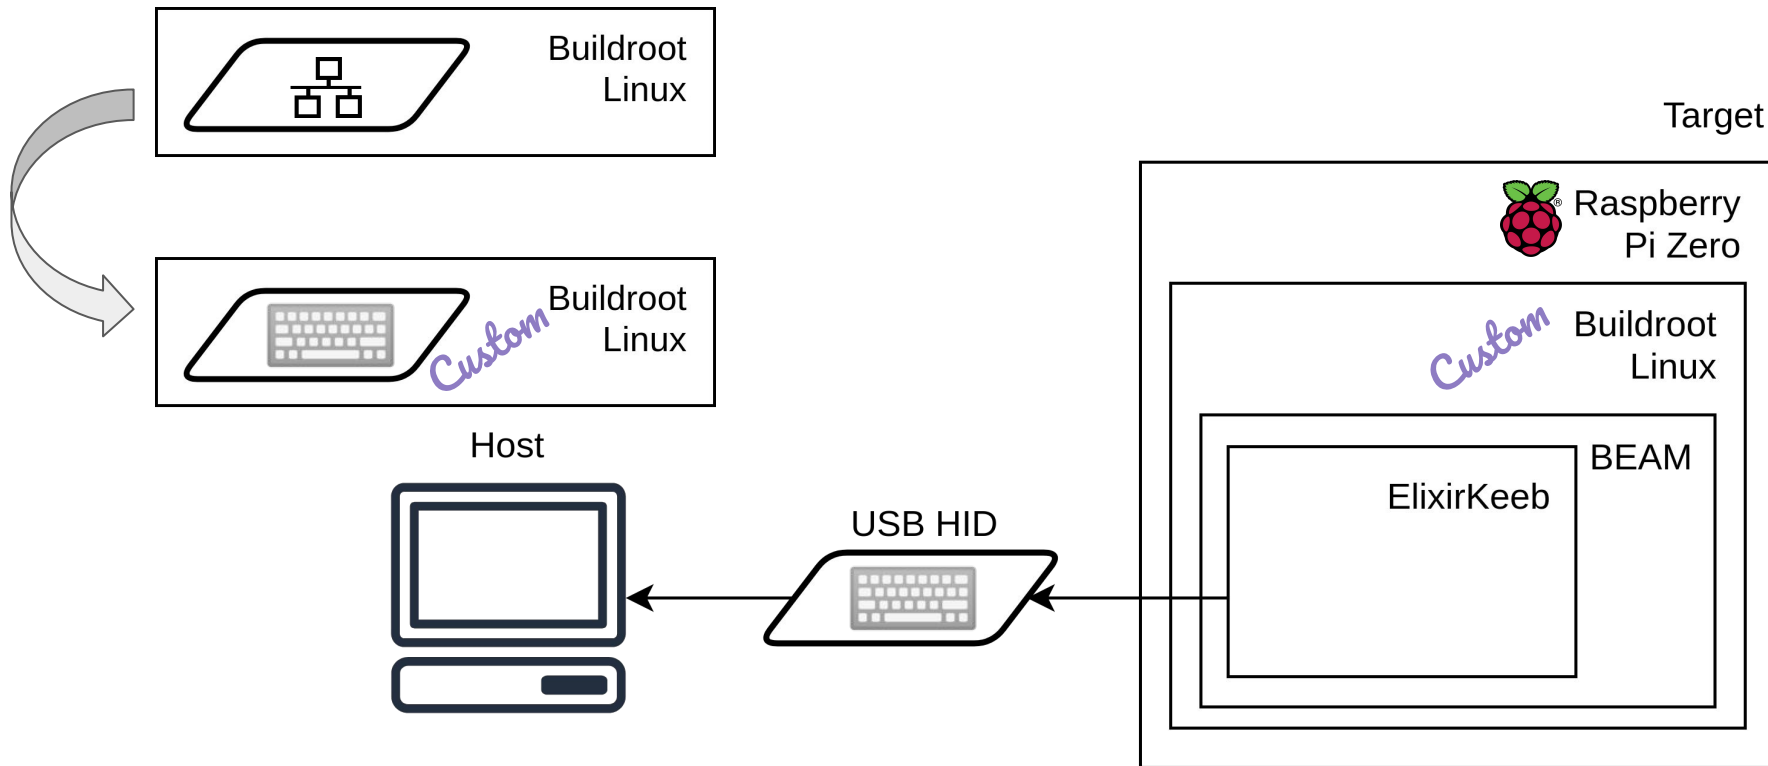 Buildroot
Linux
Target
® Raspberry
Pi Zero
Buildroot
Linux
Custom
Custom
Buildroot
Linux
Host
BEAM
ElixirKeeb
USB HID